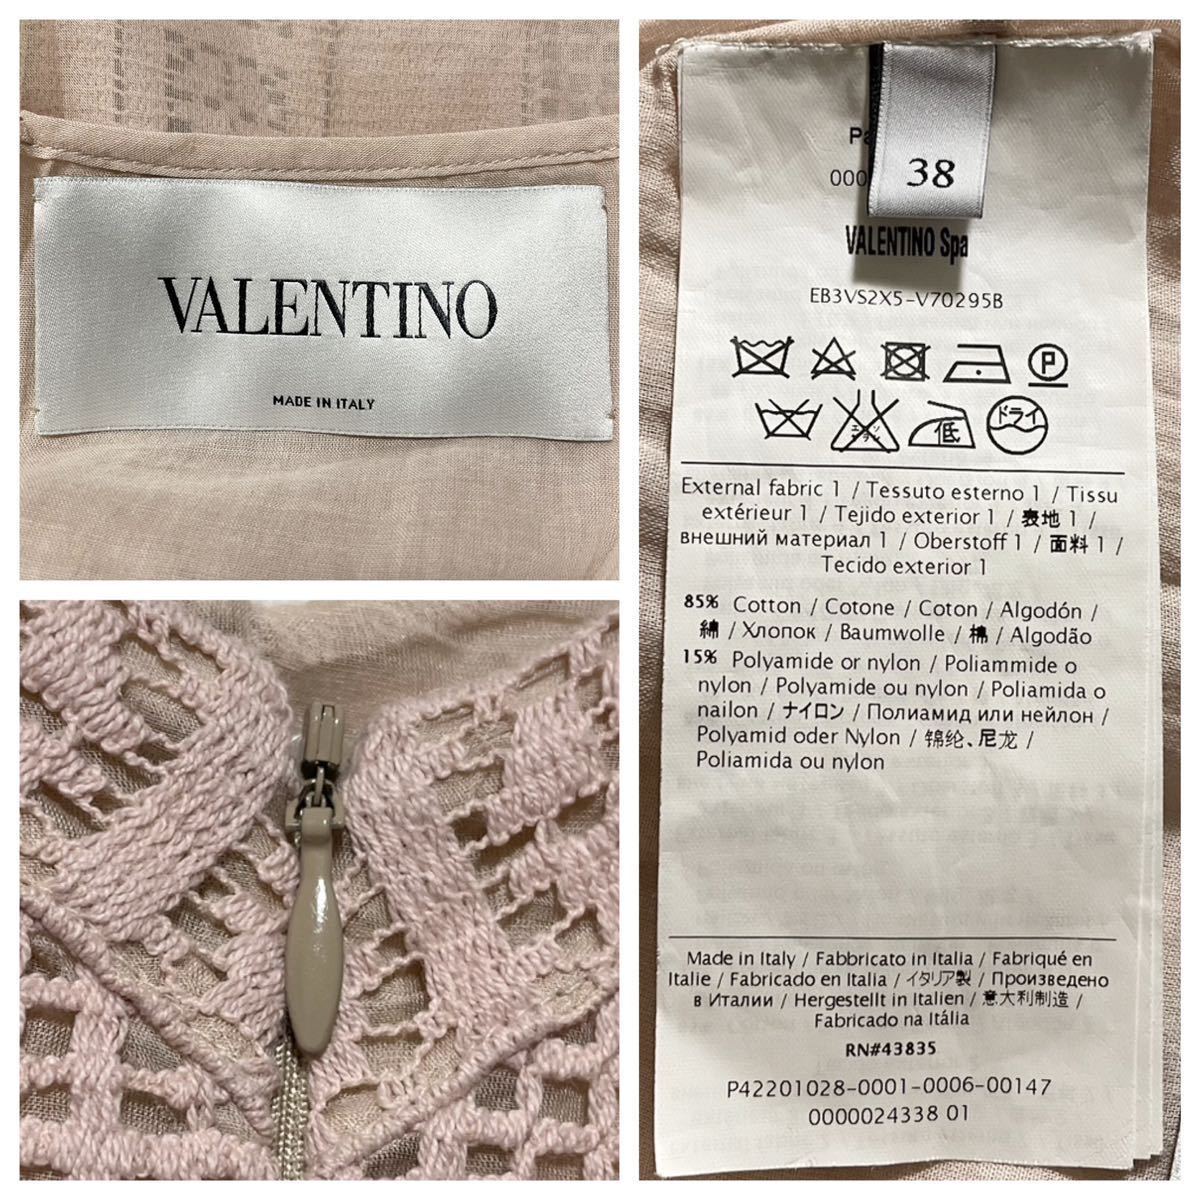 VALENTINO
MADE IN ITALY
38
000
VALENTINO Spa
EB3VS2X5-V70295B
P
低
ドライ
External fabric 1 / Tessuto esterno 1 / Tissu
extérieur 1 / Tejido exterior 1 / 表地 1 /
внешний материал 1 / Oberstoff 1 / 面料 1 /
Tecido exterior 1
85% Cotton / Cotone / Coton / Algodón /
綿 / Хлопок / Baumwolle / 棉 / Algodão
15% Polyamide or nylon / Poliammide o
nylon / Polyamide ou nylon / Poliamida o
nailon / ナイロン / Полиамид или нейлон /
Polyamid oder Nylon / 锦纶、尼龙 /
Poliamida ou nylon
Made in Italy / Fabbricato in Italia / Fabriqué en
Italie / Fabricado en Italia / イタリア製 / Произведено
в Италии / Hergestellt in Italien / 意大利制造 /
Fabricado na Itália
RN#43835
P42201028-0001-0006-00147
0000024338 01